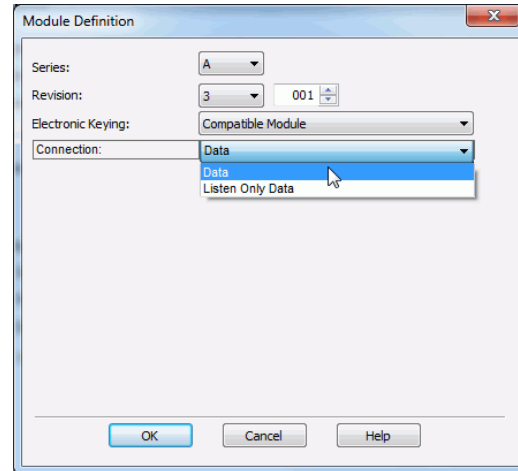 Module Definition
Series: A
Revision: 3 001
Electronic Keying: Compatible Module
Connection: Data
Data
Listen Only Data
OK Cancel Help